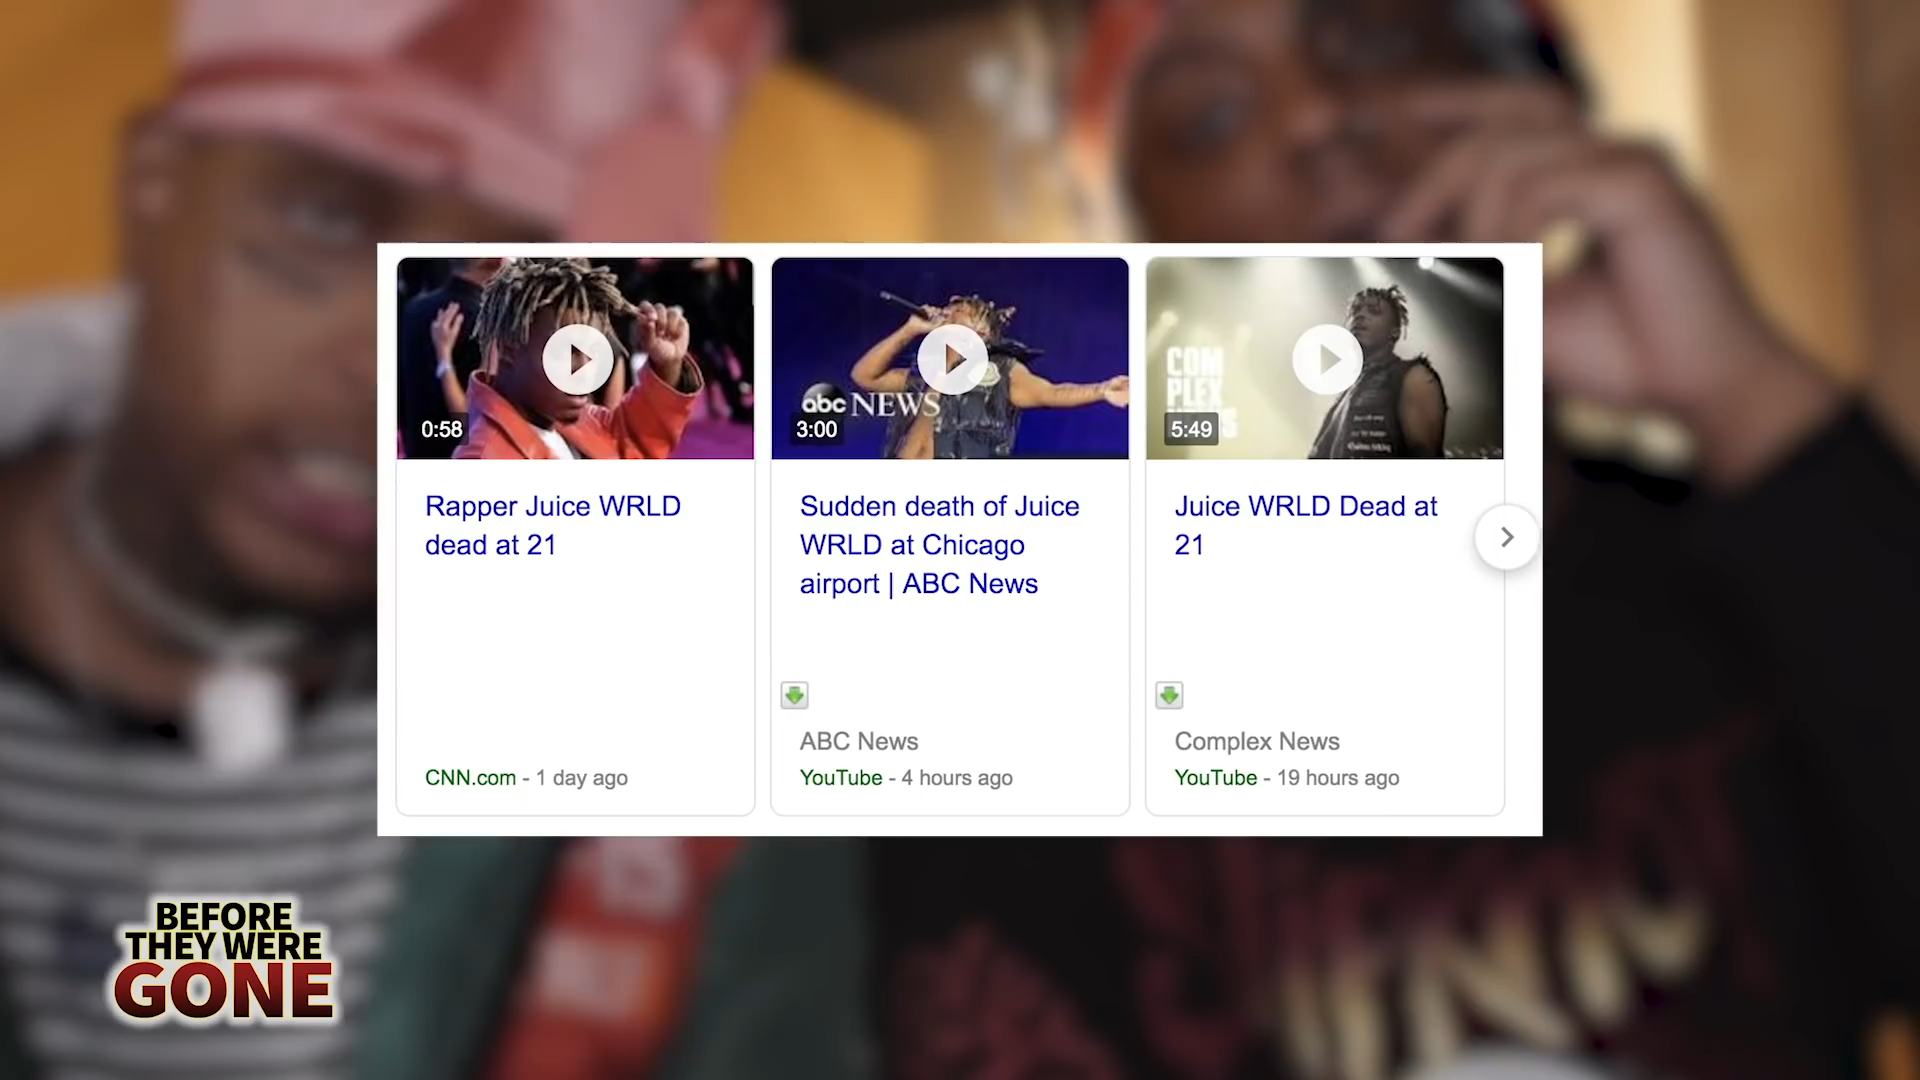 0:58
abc NEWS
3:00
COM
PLEX
5:49
Rapper Juice WRLD
dead at 21
Sudden death of Juice
WRLD at Chicago
airport | ABC News
Juice WRLD Dead at
21
ABC News
Complex News
CNN.com - 1 day ago
YouTube - 4 hours ago
YouTube - 19 hours ago
BEFORE
THEY WERE
GONE